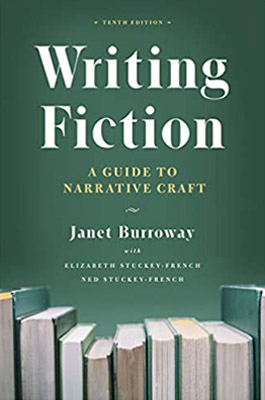 TENTH EDITION
Writing
Fiction
A GUIDE TO
NARRATIVE CRAFT
Janet Burroway
with
ELIZABETH STUCKEY-FRENCH
NED STUCKEY-FRENCH